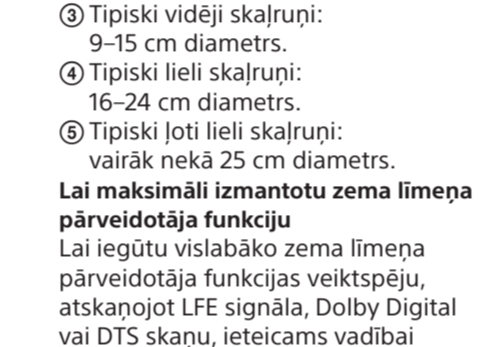 ③ Tipiski vidēji skaļruņi:
9–15 cm diametrs.
④ Tipiski lieli skaļruņi:
16–24 cm diametrs.
⑤ Tipiski ļoti lieli skaļruņi:
vairāk nekā 25 cm diametrs.
Lai maksimāli izmantotu zema līmeņa
pārveidotāja funkciju
Lai iegūtu vislabāko zema līmeņa
pārveidotāja funkcijas veiktspēju,
atskaņojot LFE signāla, Dolby Digital
vai DTS skaņu, ieteicams vadībai